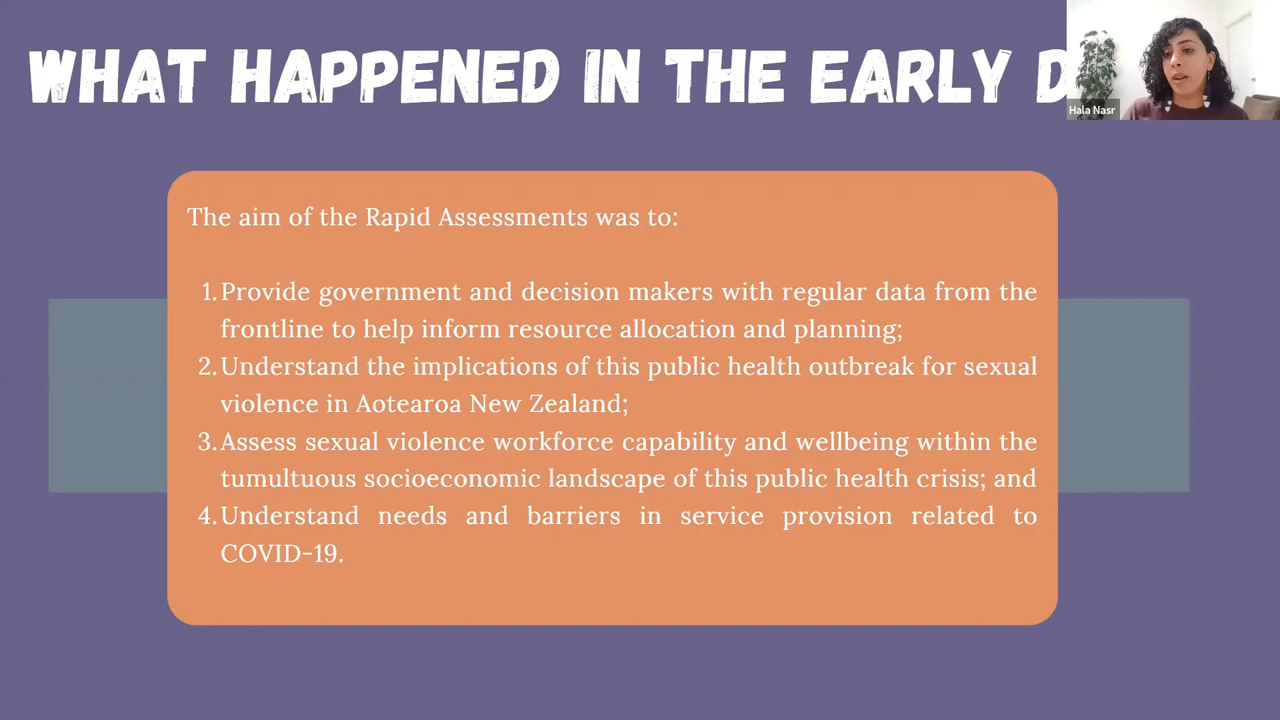 WHAT HAPPENED IN THE EARLY D
Hala Nasr
The aim of the Rapid Assessments was to:
1. Provide government and decision makers with regular data from the
frontline to help inform resource allocation and planning;
2. Understand the implications of this public health outbreak for sexual
violence in Aotearoa New Zealand;
3. Assess sexual violence workforce capability and wellbeing within the
tumultuous socioeconomic landscape of this public health crisis; and
4. Understand needs and barriers in service provision related to
COVID-19.